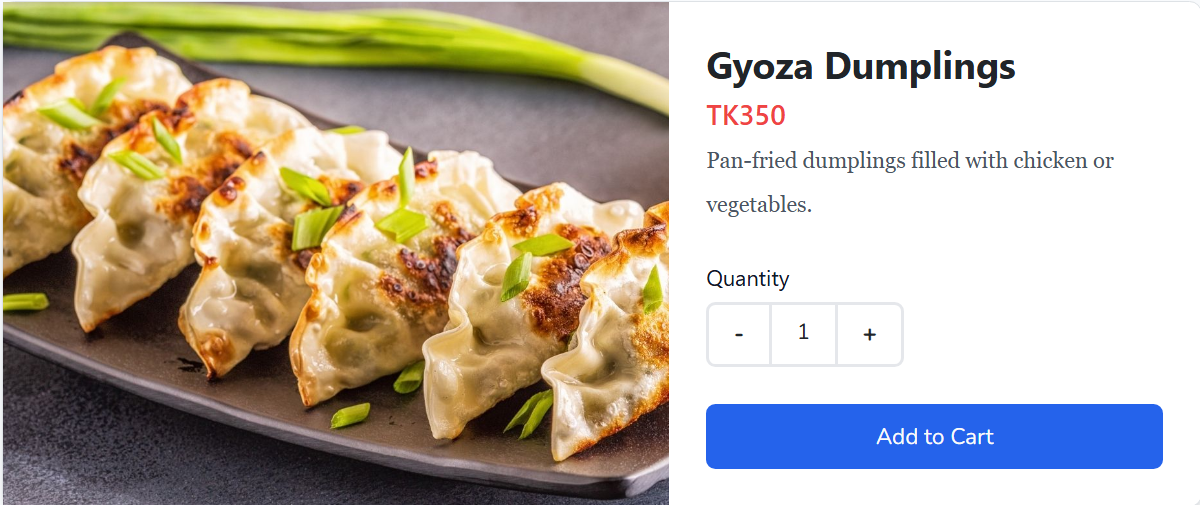 Gyoza Dumplings
TK350
Pan-fried dumplings filled with chicken or
vegetables.
Quantity
- 1 +
Add to Cart